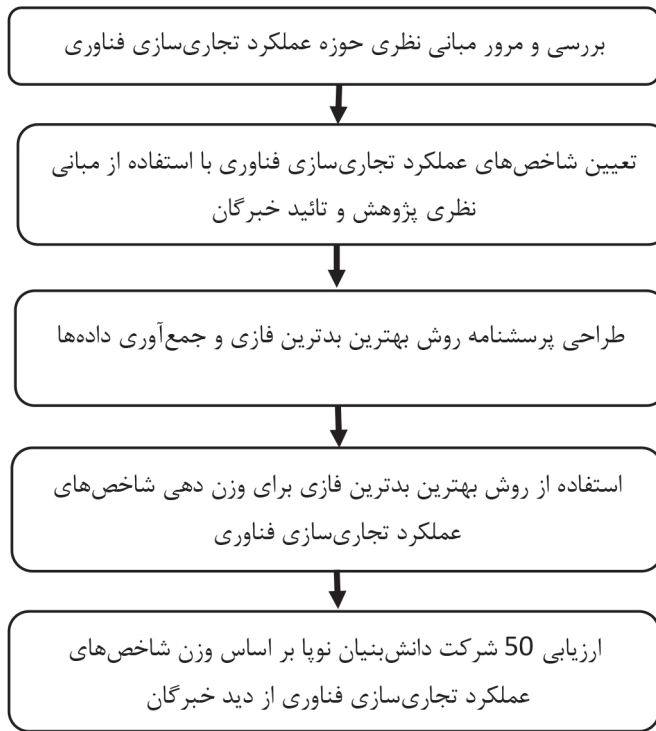 بررسی و مرور مبانی نظری حوزه عملکرد تجاری‌سازی فناوری
تعیین شاخص‌های عملکرد تجاری‌سازی فناوری با استفاده از مبانی
نظری پژوهش و تائید خبرگان
طراحی پرسشنامه روش بهترین بدترین فازی و جمع‌آوری داده‌ها
استفاده از روش بهترین بدترین فازی برای وزن دهی شاخص‌های
عملکرد تجاری‌سازی فناوری
ارزیابی 50 شرکت دانش‌بنیان نوپا بر اساس وزن شاخص‌های
عملکرد تجاری‌سازی فناوری از دید خبرگان